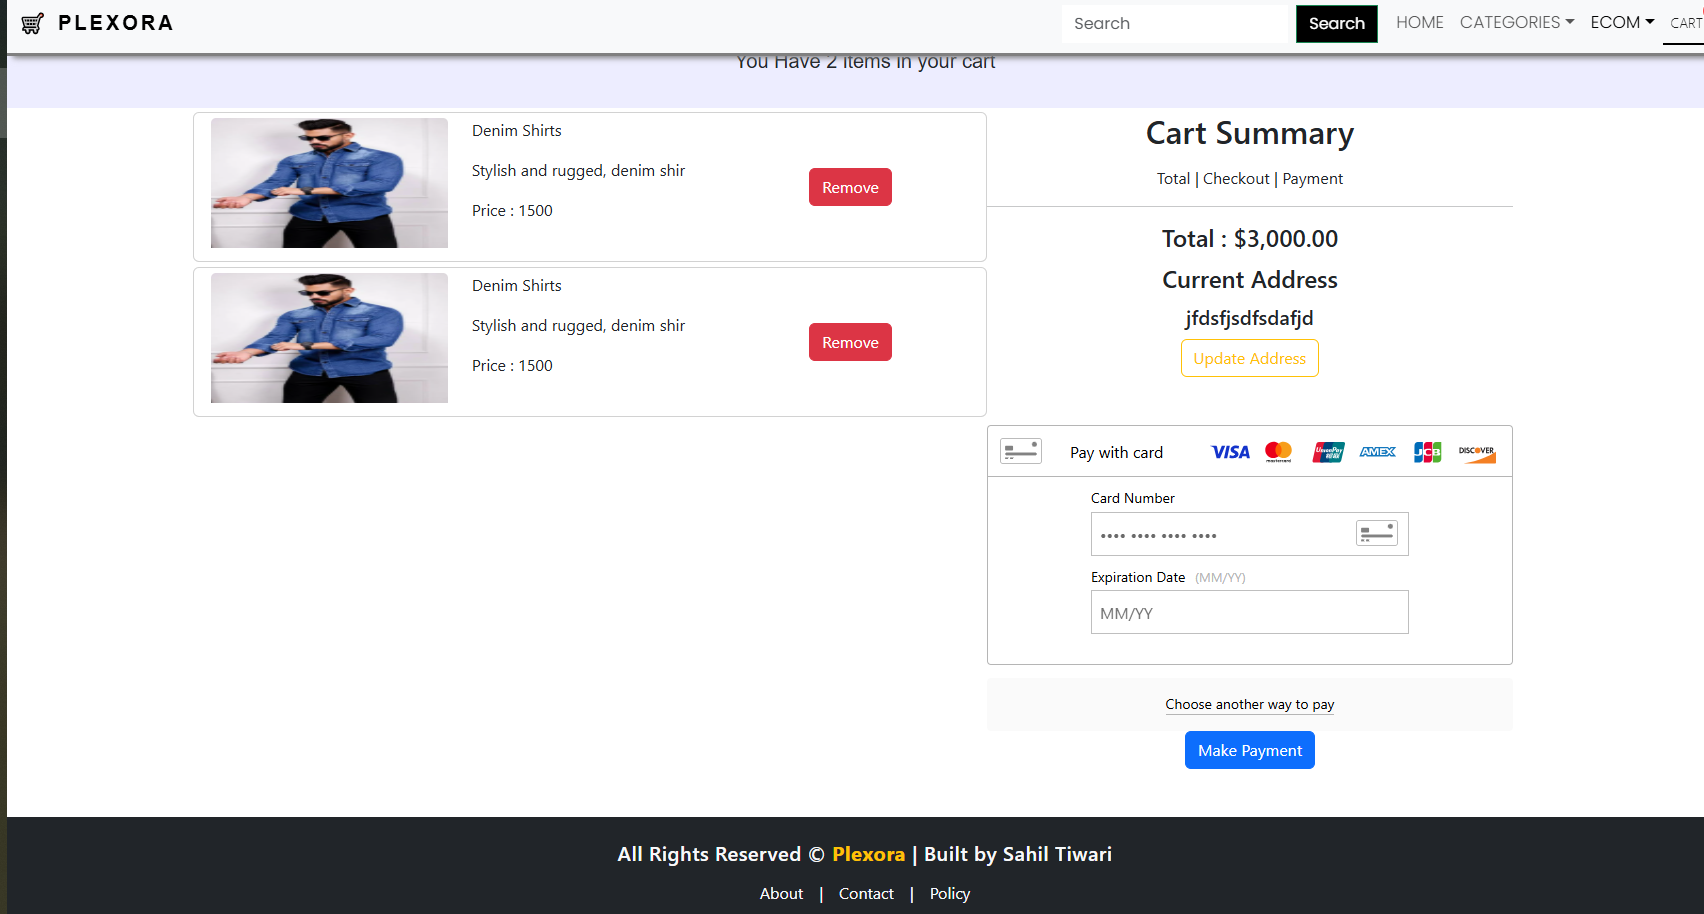 PLEXORA
Search
Search
HOME
CATEGORIES
ECOM
CART
You Have 2 items in your cart
Denim Shirts
Stylish and rugged, denim shir
Price : 1500
Remove
Denim Shirts
Stylish and rugged, denim shir
Price : 1500
Remove
Cart Summary
Total | Checkout | Payment
Total : $3,000.00
Current Address
jfdsfjsdfsdafjd
Update Address
Pay with card
VISA
mastercard
UnionPay
AMEX
JCB
DISCOVER
Card Number
•••• •••• •••• ••••
Expiration Date (MM/YY)
MM/YY
Choose another way to pay
Make Payment
All Rights Reserved © Plexora | Built by Sahil Tiwari
About | Contact | Policy